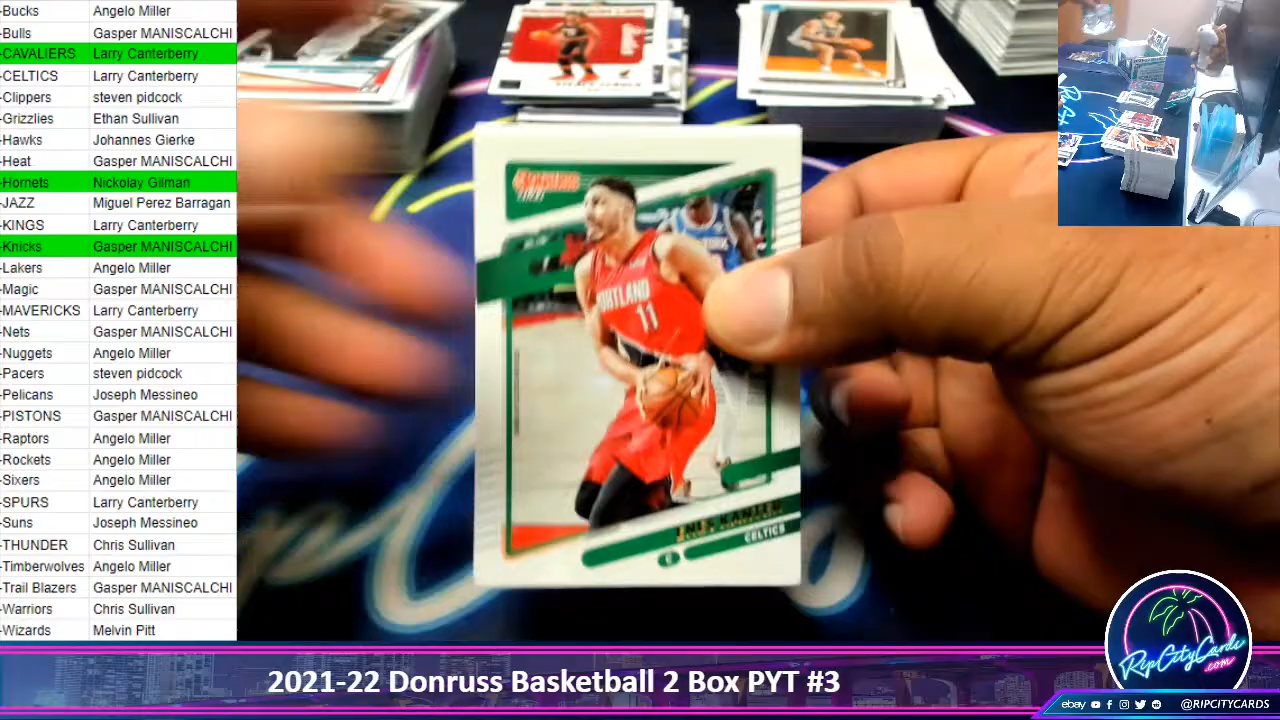 -Bucks Angelo Miller
-Bulls Gasper MANISCALCHI
-CAVALIERS Larry Canterberry
-CELTICS Larry Canterberry
-Clippers steven pidcock
-Grizzlies Ethan Sullivan
-Hawks Johannes Gierke
-Heat Gasper MANISCALCHI
-Hornets Nickolay Gilman
-JAZZ Miguel Perez Barragan
-KINGS Larry Canterberry
-Knicks Gasper MANISCALCHI
-Lakers Angelo Miller
-Magic Gasper MANISCALCHI
-MAVERICKS Larry Canterberry
-Nets Gasper MANISCALCHI
-Nuggets Angelo Miller
-Pacers steven pidcock
-Pelicans Joseph Messineo
-PISTONS Gasper MANISCALCHI
-Raptors Angelo Miller
-Rockets Angelo Miller
-Sixers Angelo Miller
-SPURS Larry Canterberry
-Suns Joseph Messineo
-THUNDER Chris Sullivan
-Timberwolves Angelo Miller
-Trail Blazers Gasper MANISCALCHI
-Warriors Chris Sullivan
-Wizards Melvin Pitt
PORTLAND
11
CELTICS
RipCityCards
.com
2021-22 Donruss Basketball 2 Box PYT #3
ebay @RIPCITYCARDS